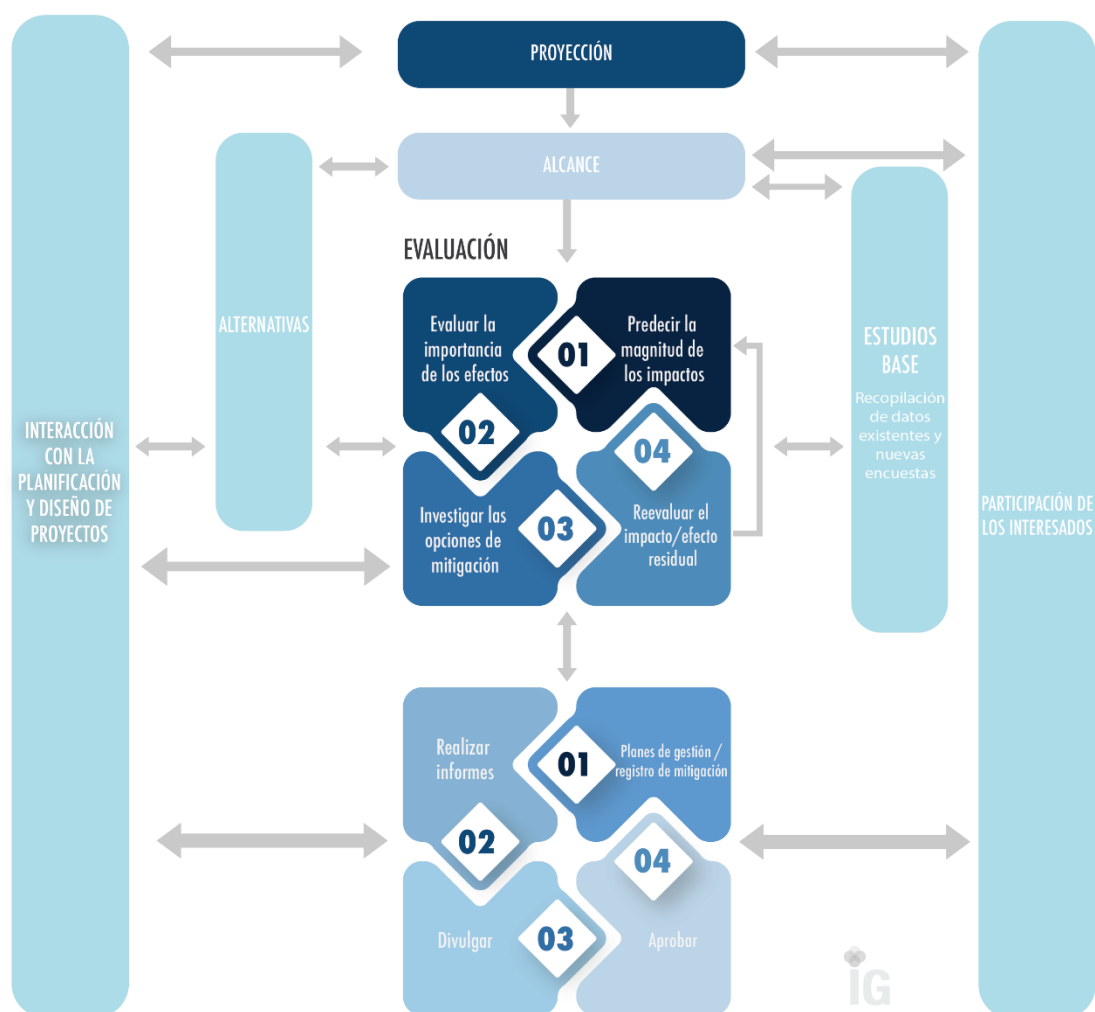 PROYECCIÓN
ALCANCE
EVALUACIÓN
ALTERNATIVAS
Evaluar la
importancia
de los efectos
01
Predecir la
magnitud de
los impactos
02
04
Investigar las
opciones de
mitigación
03
Reevaluar el
impacto/efecto
residual
ESTUDIOS
BASE
Recopilación
de datos
existentes y
nuevas
encuestas
INTERACCIÓN
CON LA
PLANIFICACIÓN
Y DISEÑO DE
PROYECTOS
PARTICIPACIÓN DE
LOS INTERESADOS
Realizar
informes
01
Planes de gestión /
registro de mitigación
02
04
Divulgar
03
Aprobar
iG